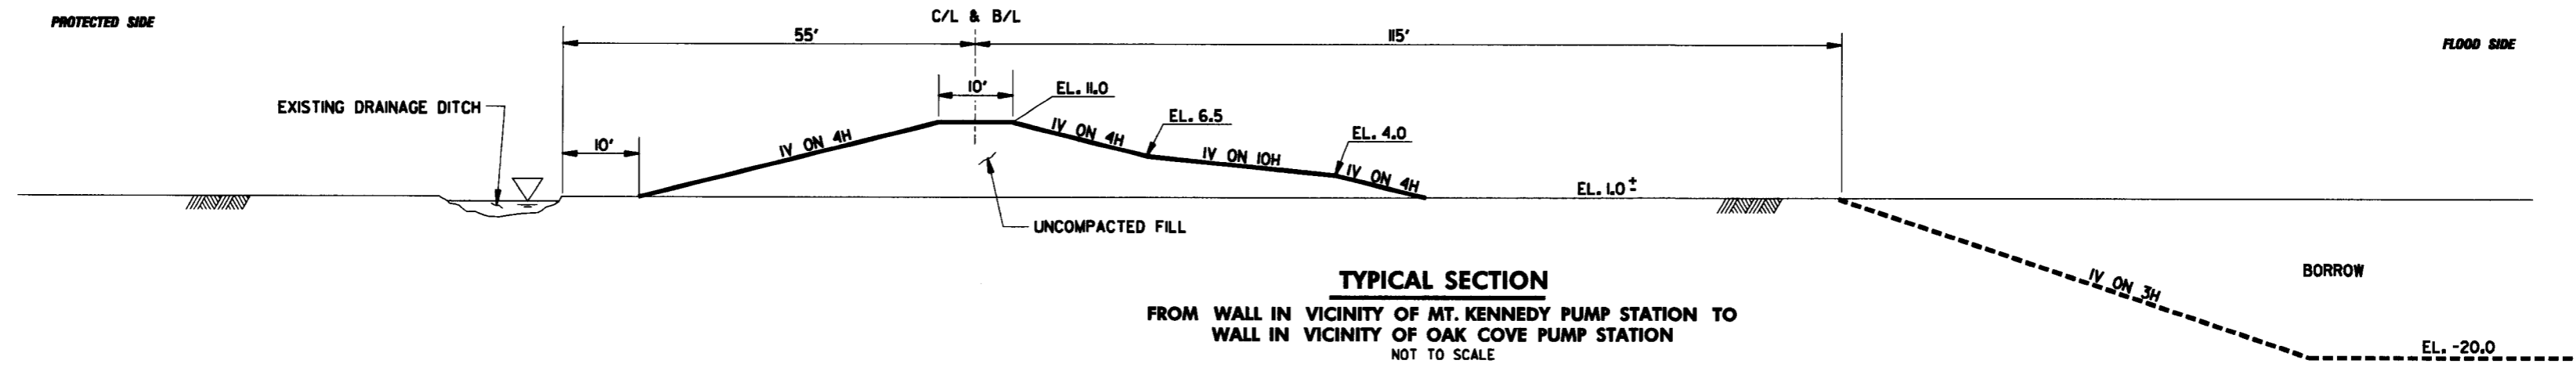 PROTECTED SIDE
C/L & B/L
55'
115'
FLOOD SIDE
10'
EL. 11.0
EXISTING DRAINAGE DITCH
EL. 6.5
EL. 4.0
10'
1V ON 4H
1V ON 4H
1V ON 10H
1V ON 4H
EL. 1.0 ±
UNCOMPACTED FILL
TYPICAL SECTION
BORROW
1V ON 3H
FROM WALL IN VICINITY OF MT. KENNEDY PUMP STATION TO
WALL IN VICINITY OF OAK COVE PUMP STATION
NOT TO SCALE
EL. -20.0